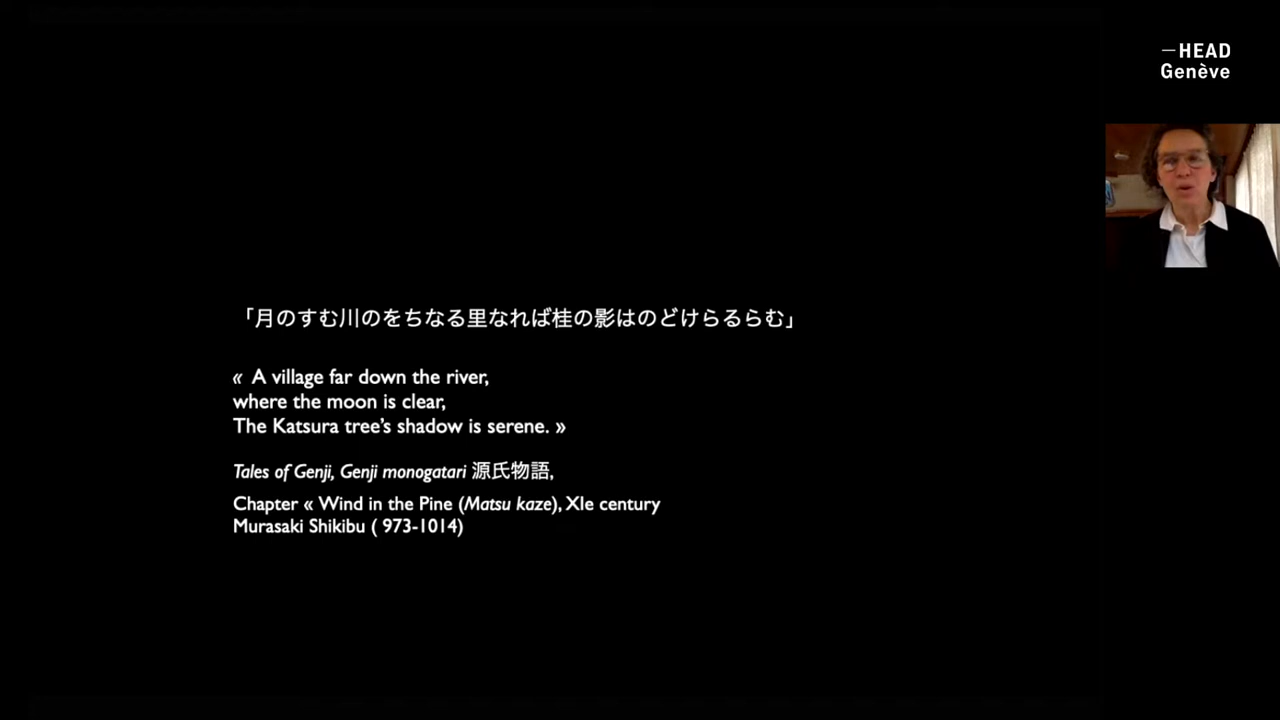 —HEAD
Genève
「月のすむ川のをちなる里なれば桂の影はのどけらるらむ」
« A village far down the river,
where the moon is clear,
The Katsura tree’s shadow is serene. »
Tales of Genji, Genji monogatari 源氏物語,
Chapter « Wind in the Pine (Matsu kaze), XIe century
Murasaki Shikibu ( 973-1014)